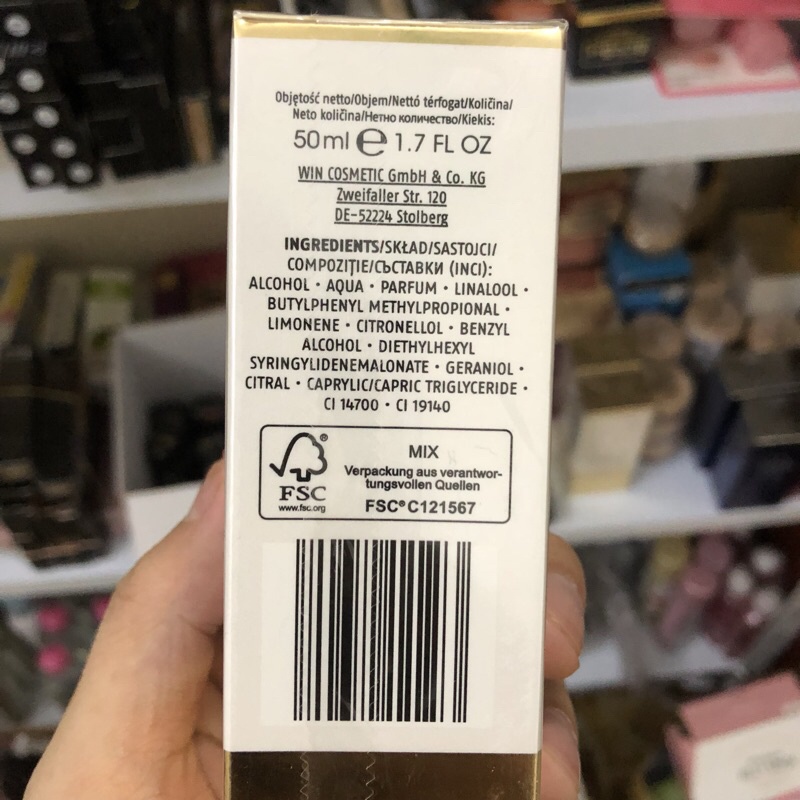 Objętość netto/Objem/Nettó térfogat/Količina/
Neto količina/Нетно количество/Kiekis:
50ml ℮ 1.7 FL OZ
WIN COSMETIC GmbH & Co. KG
Zweifaller Str. 120
DE-52224 Stolberg
INGREDIENTS/SKŁAD/SASTOJCI/
COMPOZIŢIE/СЪСТАВКИ (INCI):
ALCOHOL • AQUA • PARFUM • LINALOOL •
BUTYLPHENYL METHYLPROPIONAL •
LIMONENE • CITRONELLOL • BENZYL
ALCOHOL • DIETHYLHEXYL
SYRINGYLIDENEMALONATE • GERANIOL •
CITRAL • CAPRYLIC/CAPRIC TRIGLYCERIDE •
CI 14700 • CI 19140
FSC
®
www.fsc.org
MIX
Verpackung aus verantwor-
tungsvollen Quellen
FSC® C121567